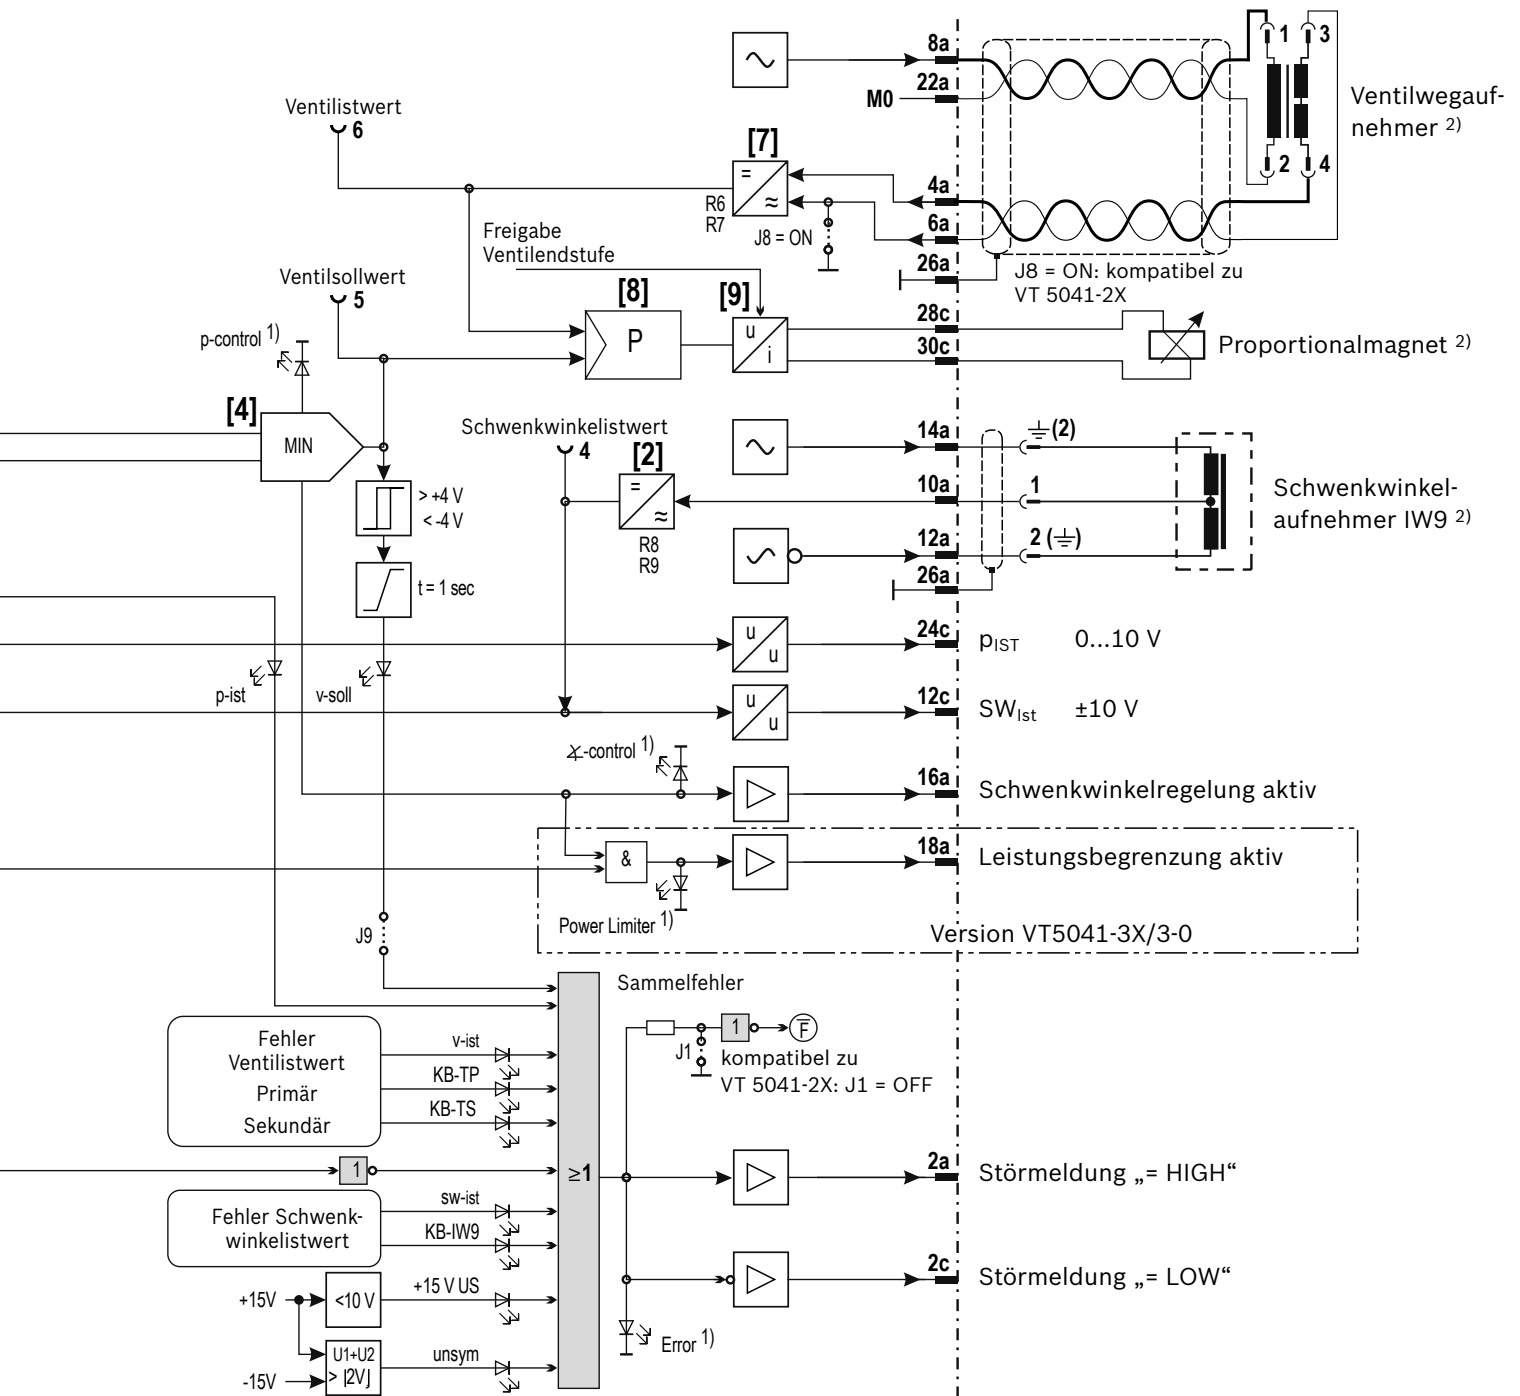 8a
1
3
22a
M0
Ventilwegauf-
nehmer 2)
Ventilistwert
6
[7]
=
≈
R6
R7
2
4
4a
6a
J8 = ON
Freigabe
Ventilendstufe
26a
J8 = ON: kompatibel zu
VT 5041-2X
Ventilsollwert
5
[8]
[9]
P
u
i
28c
30c
Proportionalmagnet 2)
p-control 1)
[4]
MIN
Schwenkwinkelistwert
4
[2]
=
≈
R8
R9
14a
(2)
10a
1
12a
2 ( )
26a
Schwenkwinkel-
aufnehmer IW9 2)
> +4 V
< -4 V
t = 1 sec
u
u
24c
pIST 0...10 V
p-ist
v-soll
u
u
12c
SWIst ±10 V
-control 1)
16a
Schwenkwinkelregelung aktiv
&
18a
Leistungsbegrenzung aktiv
Power Limiter 1)
Version VT5041-3X/3-0
J9
Sammelfehler
Fehler
Ventilistwert
Primär
Sekundär
v-ist
KB-TP
KB-TS
J1
1
F
kompatibel zu
VT 5041-2X: J1 = OFF
1
≥1
2a
Störmeldung „= HIGH“
Fehler Schwenk-
winkelistwert
sw-ist
KB-IW9
2c
Störmeldung „= LOW“
+15V
<10 V
+15 V US
Error 1)
U1+U2
> |2V|
unsym
-15V